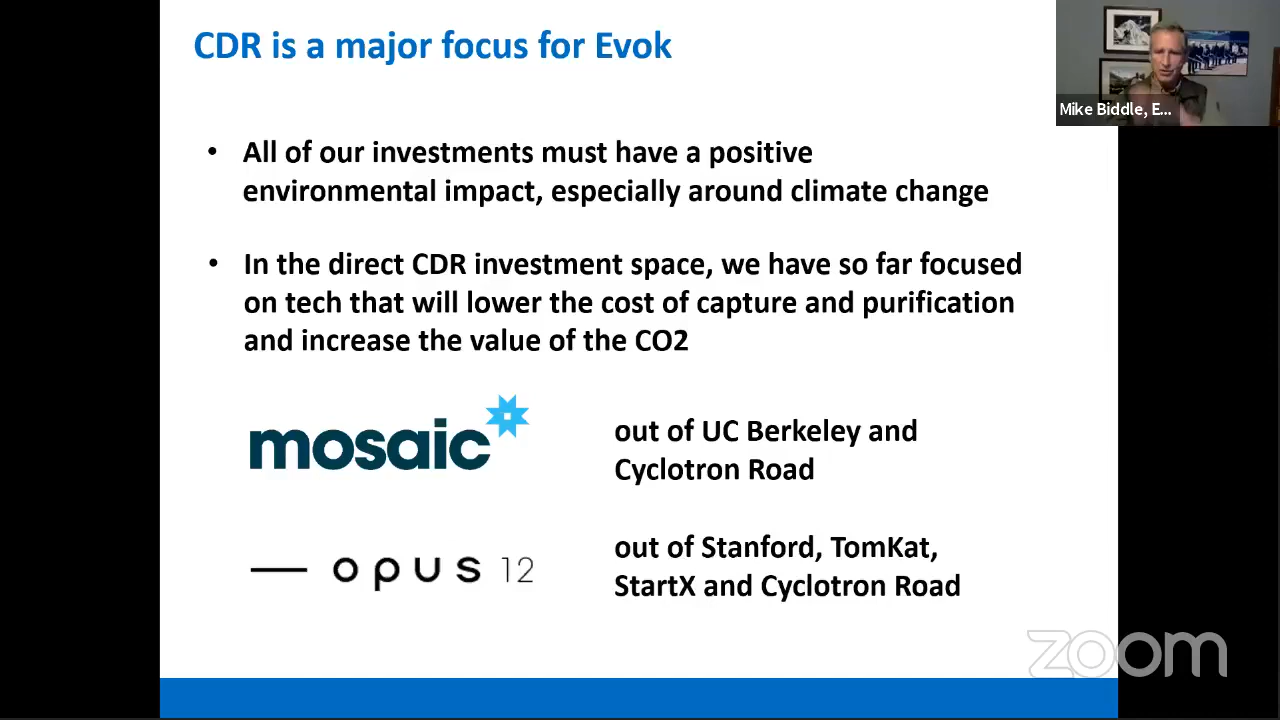 CDR is a major focus for Evok
Mike Biddle, E...
• All of our investments must have a positive
environmental impact, especially around climate change
• In the direct CDR investment space, we have so far focused
on tech that will lower the cost of capture and purification
and increase the value of the CO2
mosaic
out of UC Berkeley and
Cyclotron Road
opus 12
out of Stanford, TomKat,
StartX and Cyclotron Road
zoom